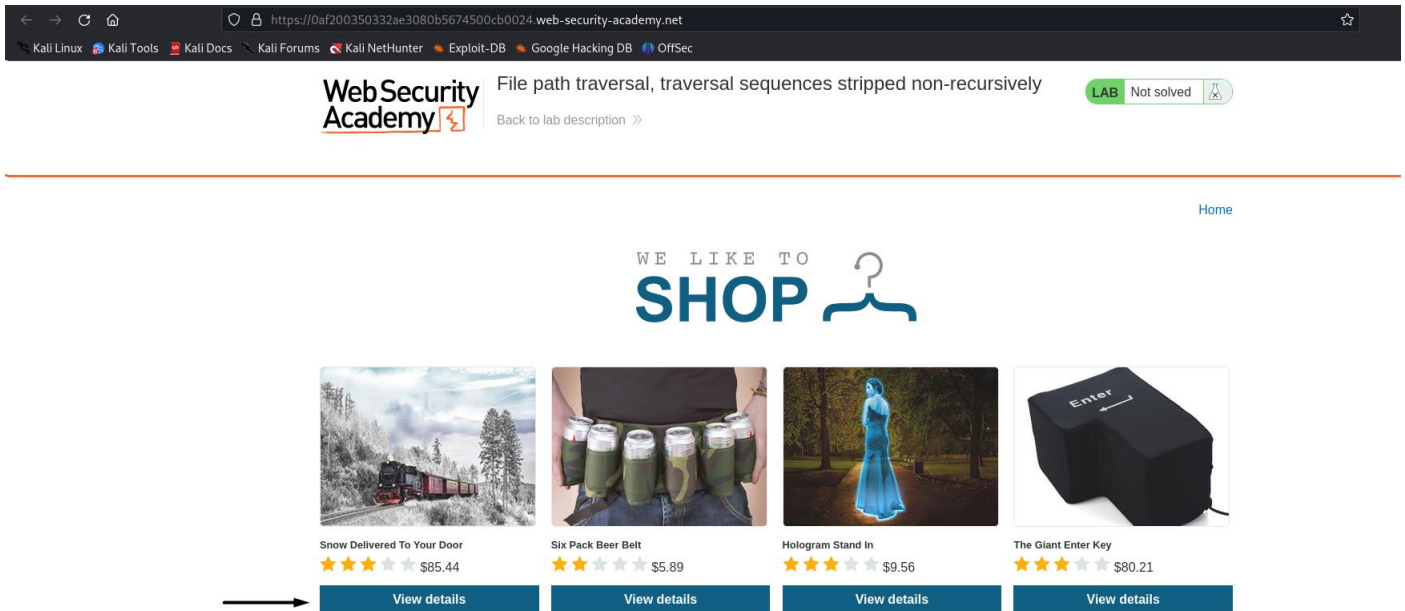 https://0af200350332ae3080b5674500cb0024.web-security-academy.net
Kali Linux Kali Tools Kali Docs Kali Forums Kali NetHunter Exploit-DB Google Hacking DB OffSec
Web Security
Academy
File path traversal, traversal sequences stripped non-recursively
Back to lab description
LAB Not solved
Home
WE LIKE TO
SHOP
Enter
Snow Delivered To Your Door Six Pack Beer Belt Hologram Stand In The Giant Enter Key
$85.44 $5.89 $9.56 $80.21
View details View details View details View details